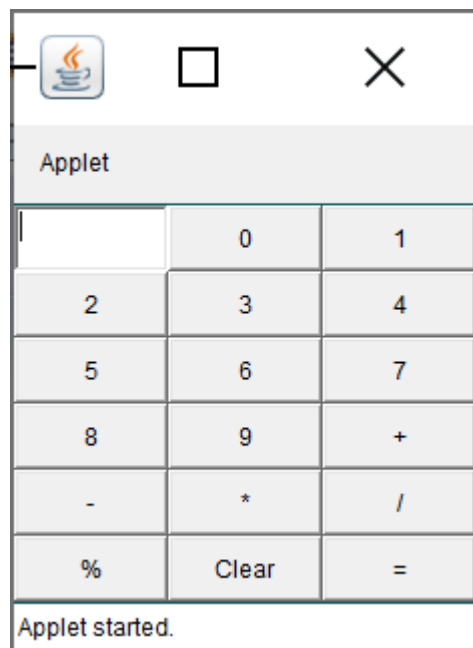 Applet
0 1
2 3 4
5 6 7
8 9 +
- * /
% Clear =
Applet started.